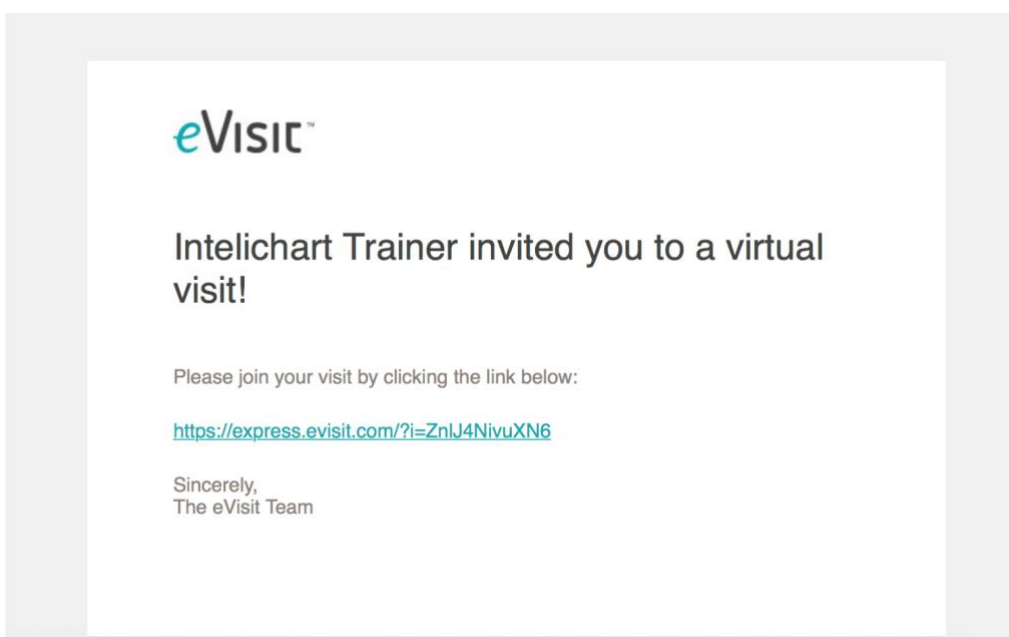 eVisit™
Intelichart Trainer invited you to a virtual
visit!
Please join your visit by clicking the link below:
https://express.evisit.com/?i=ZnlJ4NivuXN6
Sincerely,
The eVisit Team